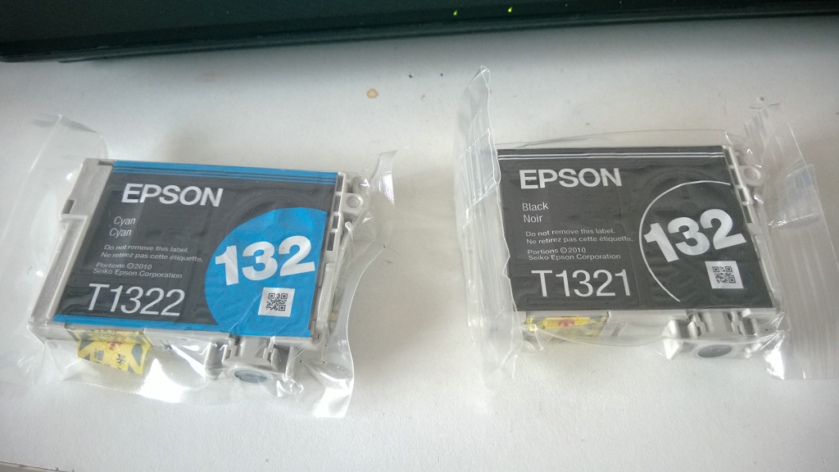 EPSON
Cyan
Cyan
Do not remove this label.
Ne retirez pas cette étiquette.
Portions ©2010
Seiko Epson Corporation
132
T1322
EPSON
Black
Noir
Do not remove this label.
Ne retirez pas cette étiquette.
Portions ©2010
Seiko Epson Corporation
132
T1321